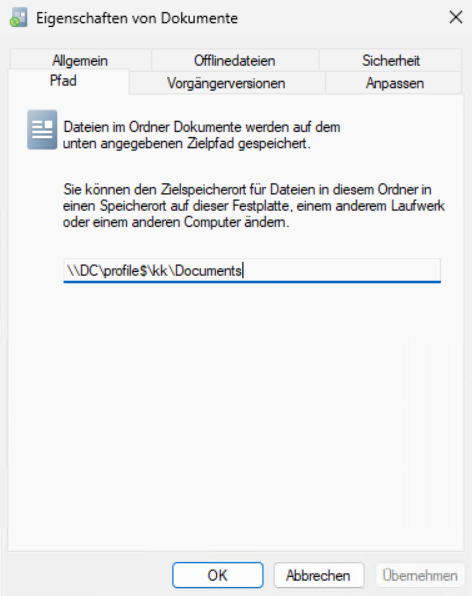 Eigenschaften von Dokumente
Allgemein
Offlinedateien
Sicherheit
Pfad
Vorgängerversionen
Anpassen
Dateien im Ordner Dokumente werden auf dem
unten angegebenen Zielpfad gespeichert.
Sie können den Zielspeicherort für Dateien in diesem Ordner in
einen Speicherort auf dieser Festplatte, einem anderem Laufwerk
oder einem anderen Computer ändern.
\\DC\profile$\kk\Documents
OK
Abbrechen
Übernehmen